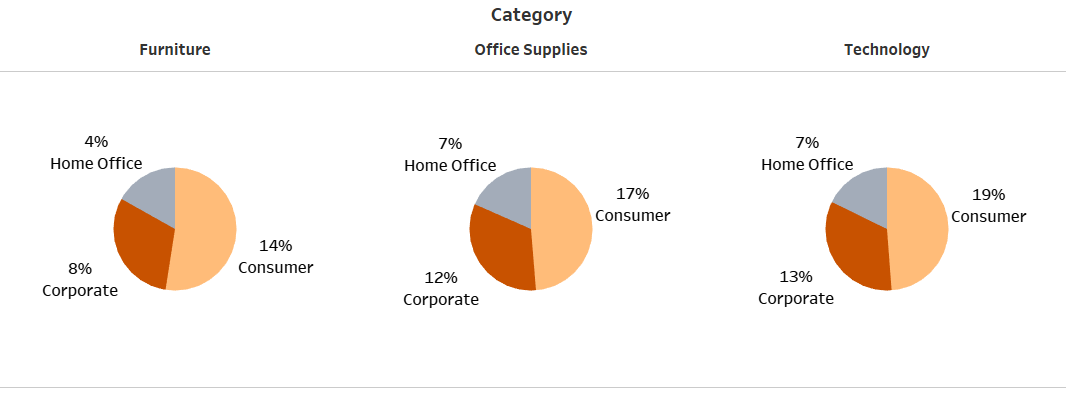 Category
Furniture
Office Supplies
Technology
4%
Home Office
14%
Consumer
8%
Corporate
7%
Home Office
17%
Consumer
12%
Corporate
7%
Home Office
19%
Consumer
13%
Corporate